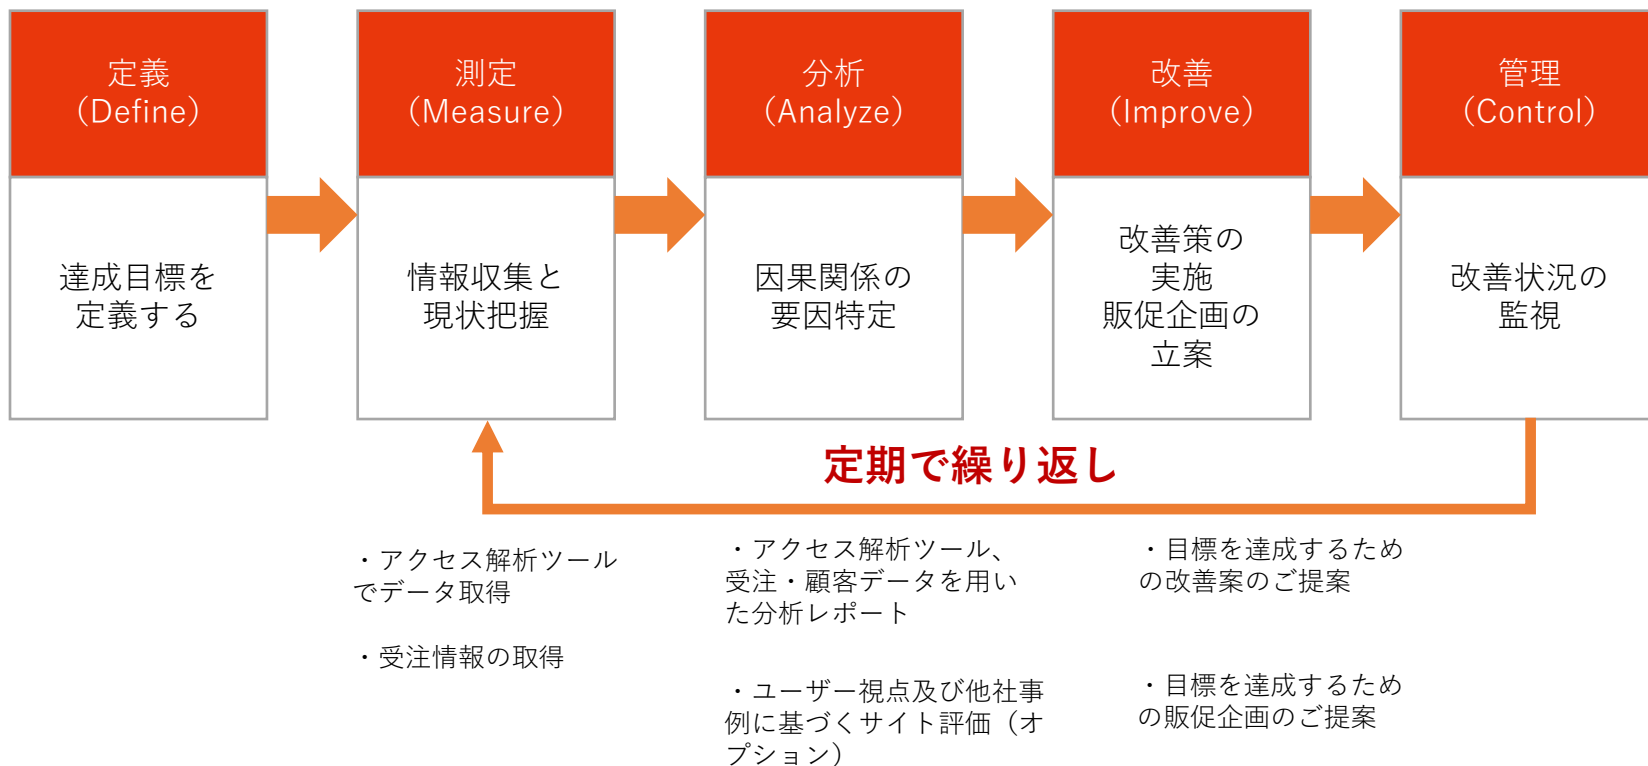 定義
（Define）
測定
（Measure）
分析
（Analyze）
改善
（Improve）
管理
（Control）
達成目標を
定義する
情報収集と
現状把握
因果関係の
要因特定
改善策の
実施
販促企画の
立案
改善状況の
監視
定期で繰り返し
・アクセス解析ツール
でデータ取得
・受注情報の取得
・アクセス解析ツール、
受注・顧客データを用い
た分析レポート
・ユーザー視点及び他社事
例に基づくサイト評価（オ
プション）
・目標を達成するため
の改善案のご提案
・目標を達成するため
の販促企画のご提案